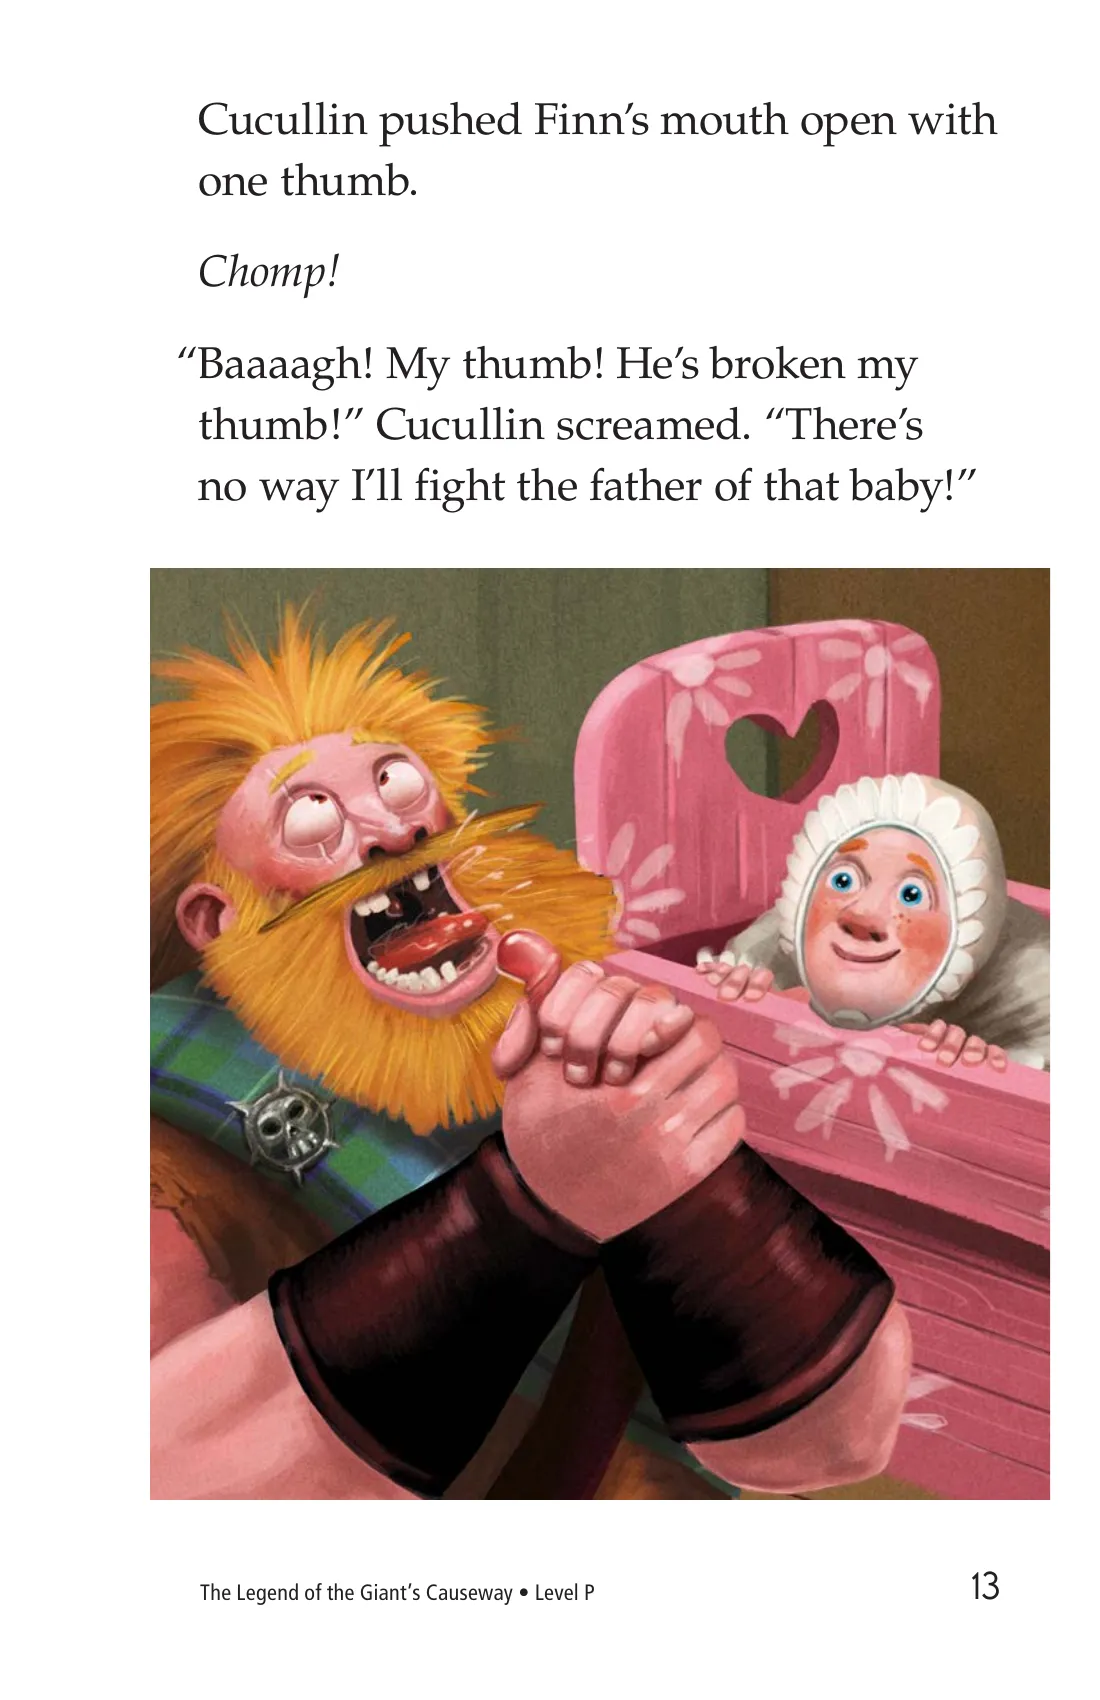 Cucullin pushed Finn’s mouth open with
one thumb.
Chomp!
“Baaaagh! My thumb! He’s broken my
thumb!” Cucullin screamed. “There’s
no way I’ll fight the father of that baby!”
The Legend of the Giant’s Causeway • Level P
13